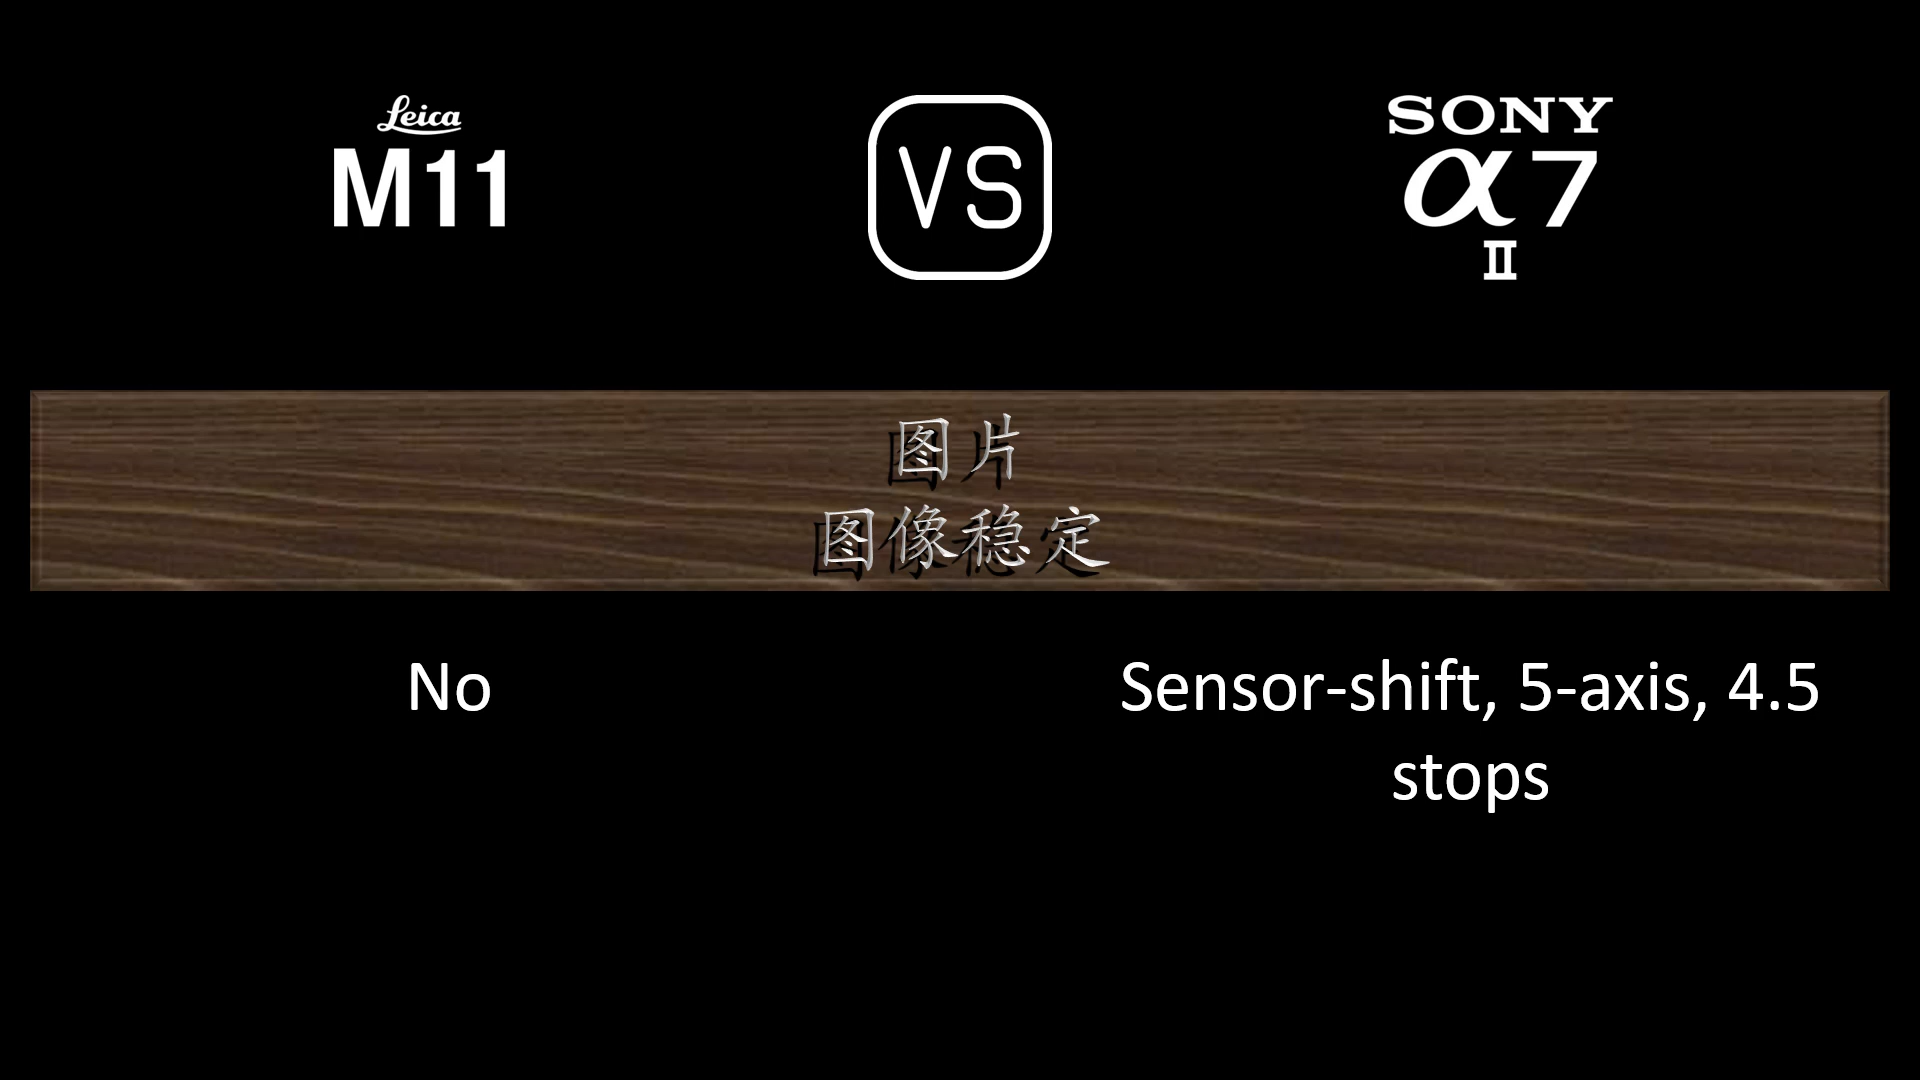 Leica
M11
VS
SONY
α7
II
图片
图像稳定
No
Sensor-shift, 5-axis, 4.5
stops